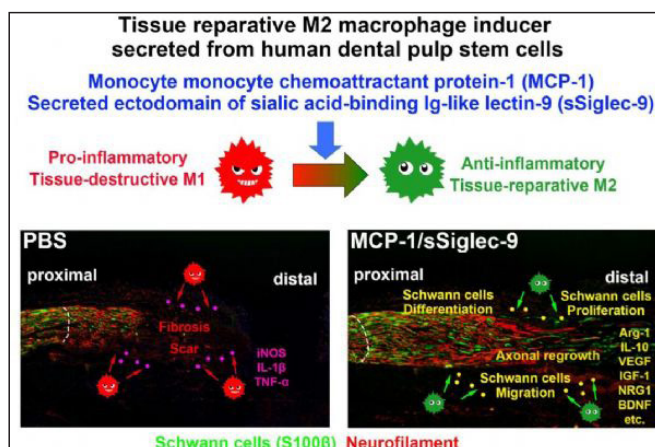 Tissue reparative M2 macrophage inducer
secreted from human dental pulp stem cells
Monocyte monocyte chemoattractant protein-1 (MCP-1)
Secreted ectodomain of sialic acid-binding Ig-like lectin-9 (sSiglec-9)
Pro-inflammatory
Tissue-destructive M1
Anti-inflammatory
Tissue-reparative M2
PBS
proximal
distal
Fibrosis
Scar
iNOS
IL-1β
TNF-α
MCP-1/sSiglec-9
proximal
distal
Schwann cells
Differentiation
Schwann cells
Proliferation
Axonal regrowth
Schwann cells
Migration
Arg-1
IL-10
VEGF
IGF-1
NRG1
BDNF
etc.
Schwann cells (S100β) Neurofilament